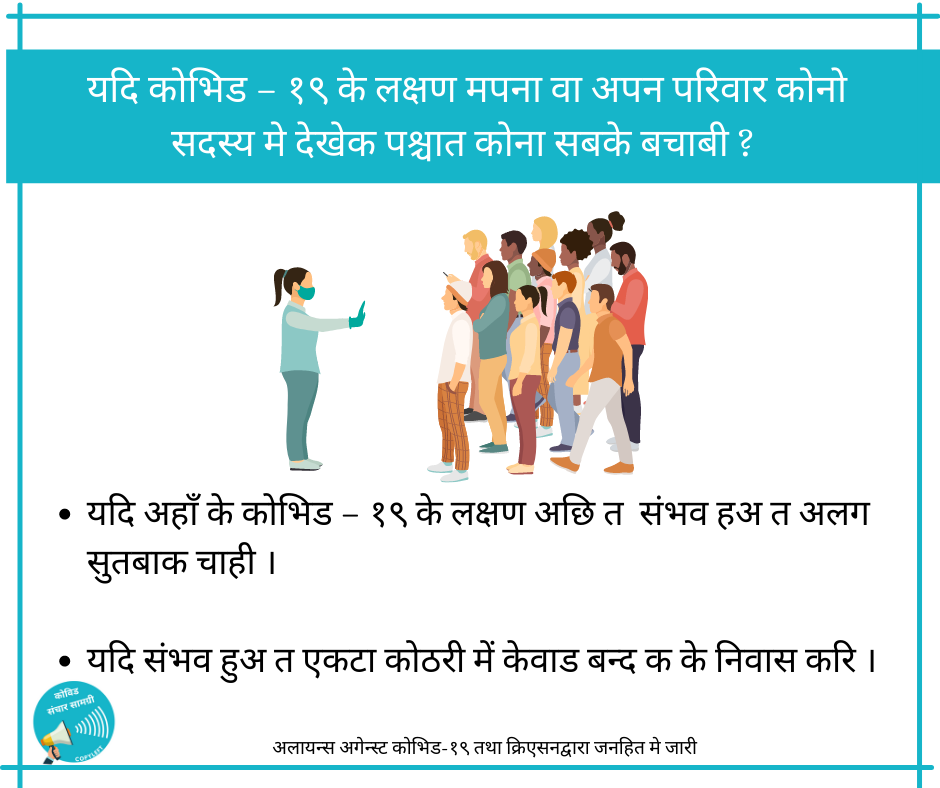 यदि कोभिड – १९ के लक्षण मपना वा अपन परिवार कोनो
सदस्य मे देखेक पश्चात कोना सबके बचाबी ?
• यदि अहाँ के कोभिड – १९ के लक्षण अछि त संभव हअ त अलग
सुतबाक चाही ।
• यदि संभव हुअ त एकटा कोठरी में केवाड बन्द क के निवास करि ।
कोविड
संचार सामग्री
COPYLEFT
अलायन्स अगेन्स्ट कोभिड-१९ तथा क्रिएसनद्वारा जनहित मे जारी